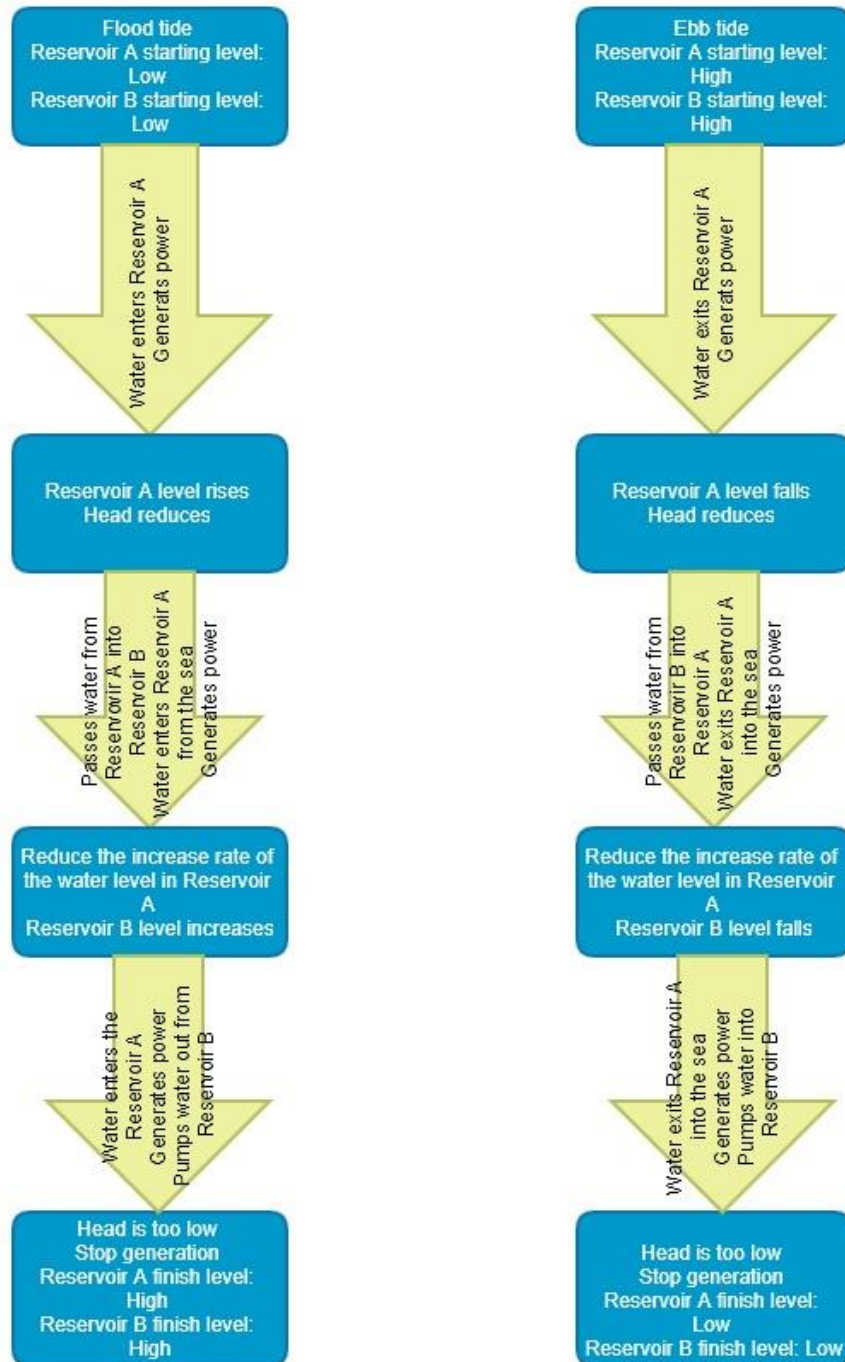 Flood tide
Reservoir A starting level:
Low
Reservoir B starting level:
Low
Water enters Reservoir A
Generats power
Reservoir A level rises
Head reduces
Passes water from
Reservovir A into
Reservoir B
Water enters Reservoir A
from the sea
Generates power
Reduce the increase rate of
the water level in Reservoir
A
Reservoir B level increases
Water enters the
Reservoir A
Generates power
Pumps water out from
Reservoir B
Head is too low
Stop generation
Reservoir A finish level:
High
Reservoir B finish level:
High
Ebb tide
Reservoir A starting level:
High
Reservoir B starting level:
High
Water exits Reservoir A
Generats power
Reservoir A level falls
Head reduces
Passes water from
Reservoir B into
Reservoir A
Water exits Reservoir A
into the sea
Generates power
Reduce the increase rate of
the water level in Reservoir
A
Reservoir B level falls
Water exits Reservoir A
into the sea
Generates power
Pumps water into
Reservoir B
Head is too low
Stop generation
Reservoir A finish level:
Low
Reservoir B finish level: Low